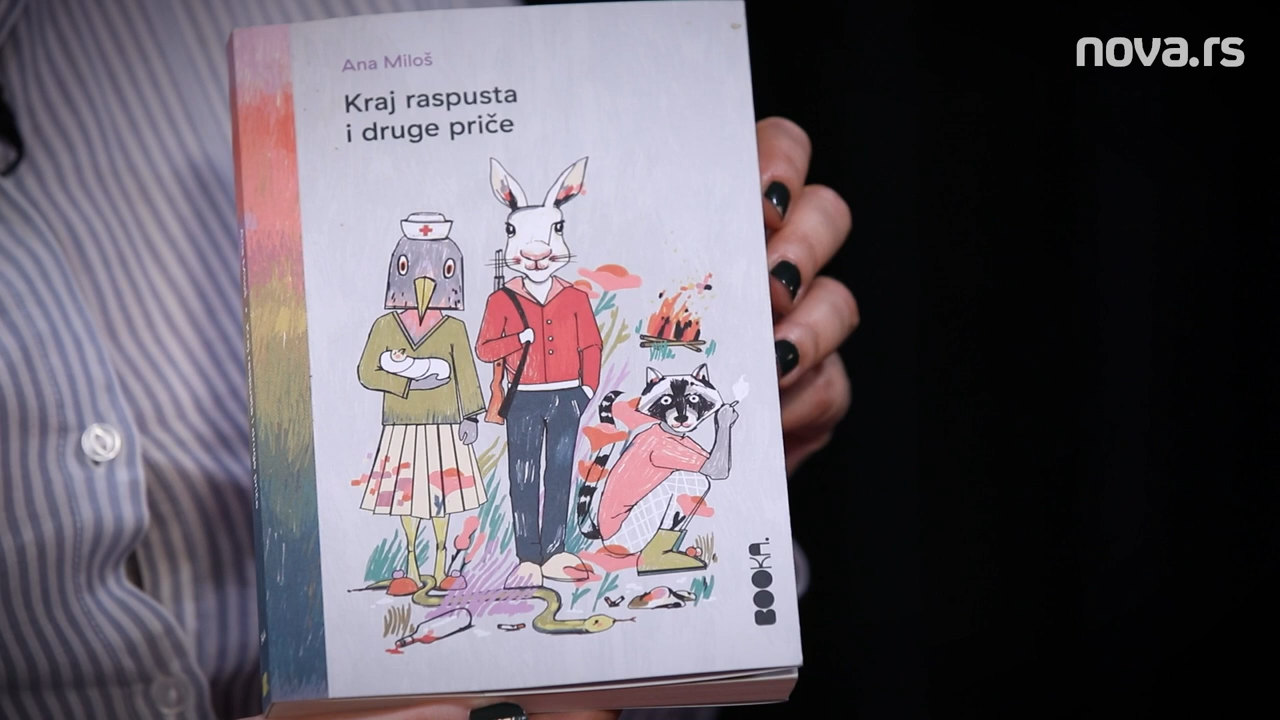 nova.rs
Ana Miloš
Kraj raspusta
i druge priče
BOOKA.